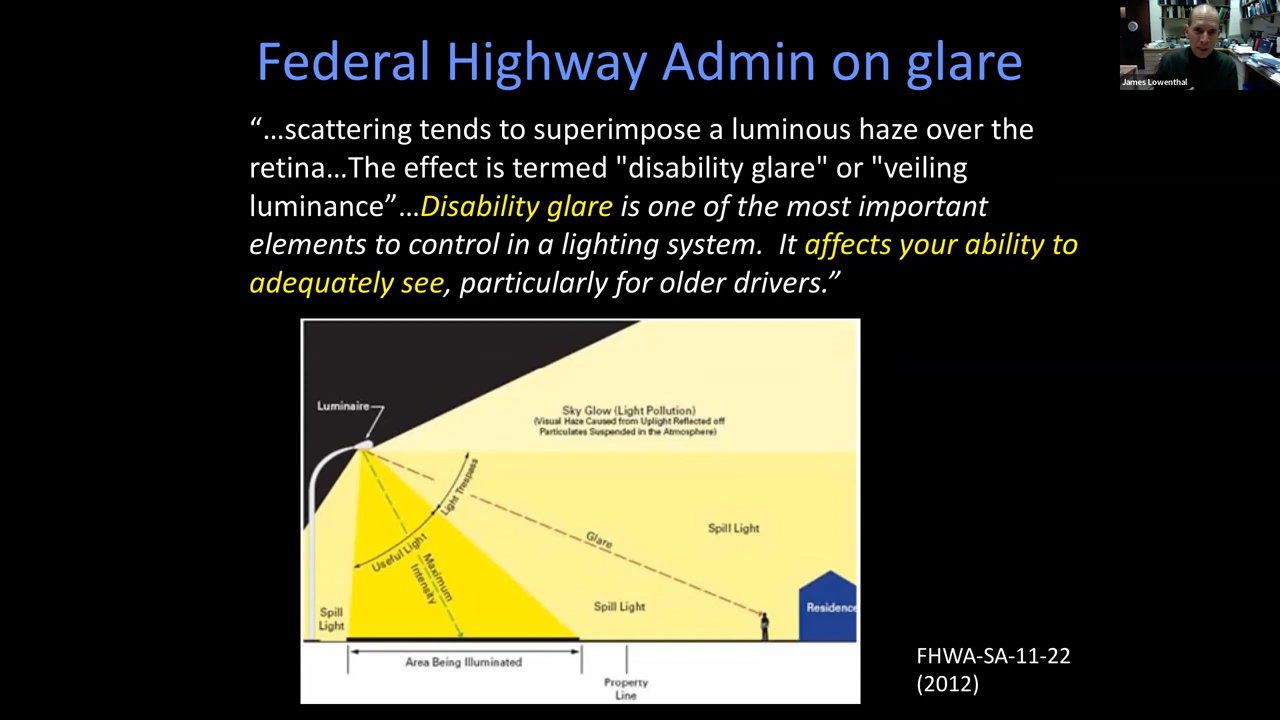 Federal Highway Admin on glare
James Lowenthal
“…scattering tends to superimpose a luminous haze over the
retina…The effect is termed "disability glare" or "veiling
luminance”…Disability glare is one of the most important
elements to control in a lighting system.  It affects your ability to
adequately see, particularly for older drivers.”
Luminaire
Sky Glow (Light Pollution)
(Visual Haze Caused from Uplight Reflected off
Particulates Suspended in the Atmosphere)
Light Trespass
Useful Light
Maximum
Intensity
Glare
Spill Light
Spill Light
Spill
Light
Residence
Area Being Illuminated
Property
Line
FHWA-SA-11-22
(2012)